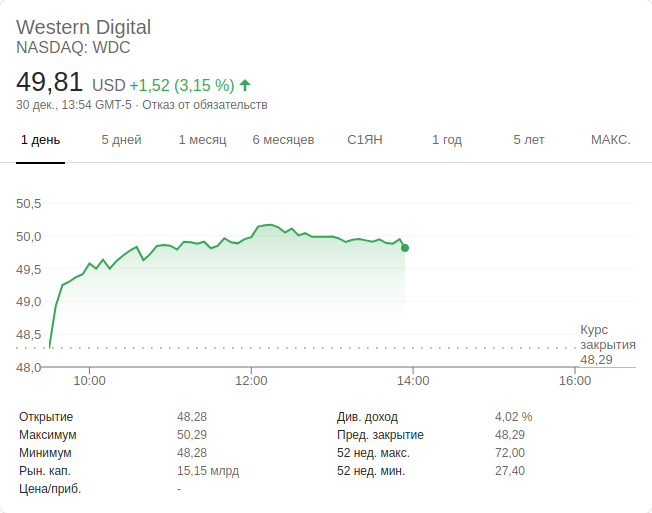 Western Digital
NASDAQ: WDC
49,81 USD +1,52 (3,15 %)
30 дек., 13:54 GMT-5 · Отказ от обязательств
1 день 5 дней 1 месяц 6 месяцев С1ЯН 1 год 5 лет МАКС.
50,5
50,0
49,5
49,0
48,5
48,0
Курс
закрытия
48,29
10:00 12:00 14:00 16:00
Открытие 48,28 Див. доход 4,02 %
Максимум 50,29 Пред. закрытие 48,29
Минимум 48,28 52 нед. макс. 72,00
Рын. кап. 15,15 млрд 52 нед. мин. 27,40
Цена/приб. -